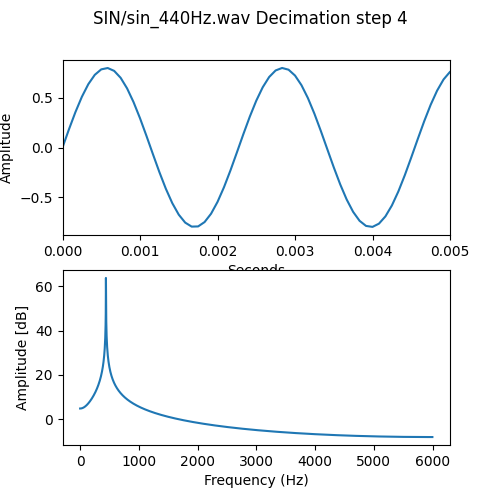 SIN/sin_440Hz.wav Decimation step 4
Amplitude
0.5
0.0
−0.5
0.000 0.001 0.002 0.003 0.004 0.005
Seconds
Amplitude [dB]
60
40
20
0
0 1000 2000 3000 4000 5000 6000
Frequency (Hz)